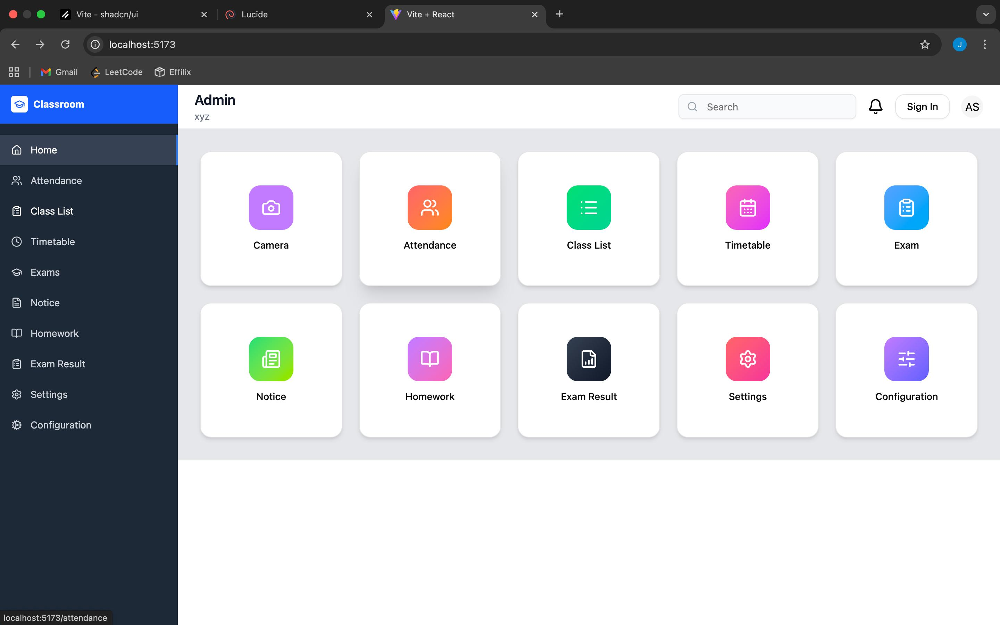 Vite - shadcn/ui
Lucide
Vite + React
localhost:5173
J
Gmail
LeetCode
Effilix
Classroom
Home
Attendance
Class List
Timetable
Exams
Notice
Homework
Exam Result
Settings
Configuration
Admin
xyz
Search
Sign In
AS
Camera
Attendance
Class List
Timetable
Exam
Notice
Homework
Exam Result
Settings
Configuration
localhost:5173/attendance